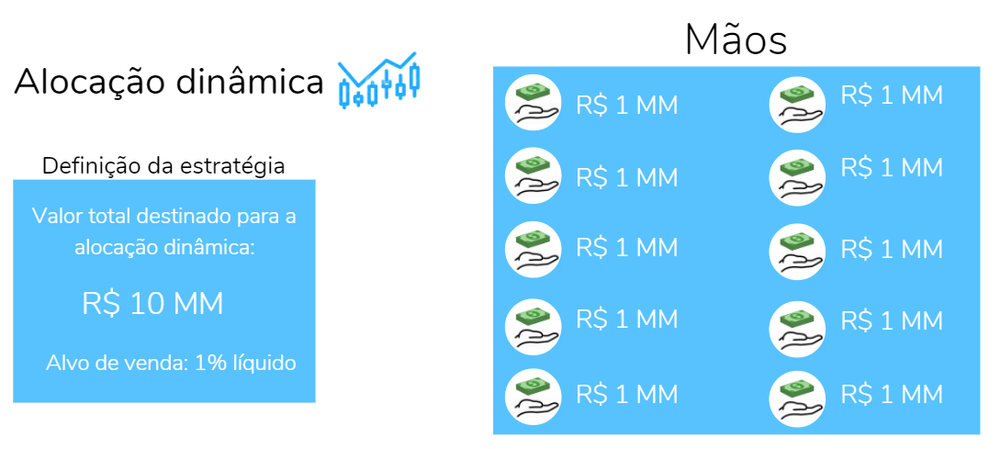 Alocação dinâmica
Definição da estratégia
Valor total destinado para a
alocação dinâmica:
R$ 10 MM
Alvo de venda: 1% líquido
Mãos
R$ 1 MM
R$ 1 MM
R$ 1 MM
R$ 1 MM
R$ 1 MM
R$ 1 MM
R$ 1 MM
R$ 1 MM
R$ 1 MM
R$ 1 MM